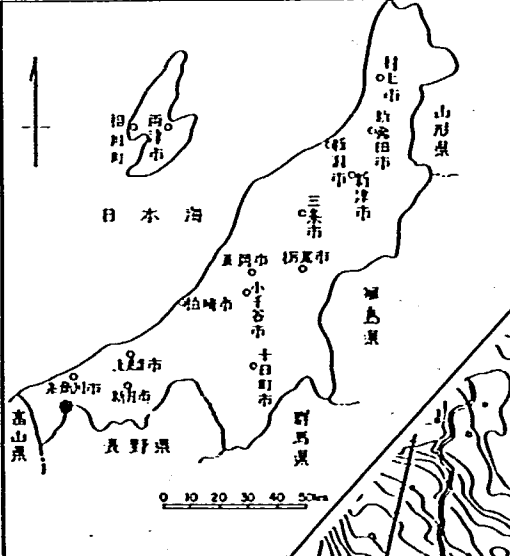 村上市
山形県
新発田市
新潟市
新津市
相川町
両津市
日本海
三条市
長岡市
栃尾市
小千谷市
福島県
柏崎市
十日町市
上越市
糸魚川市
新井市
群馬県
富山県
長野県
0 10 20 30 40 50km